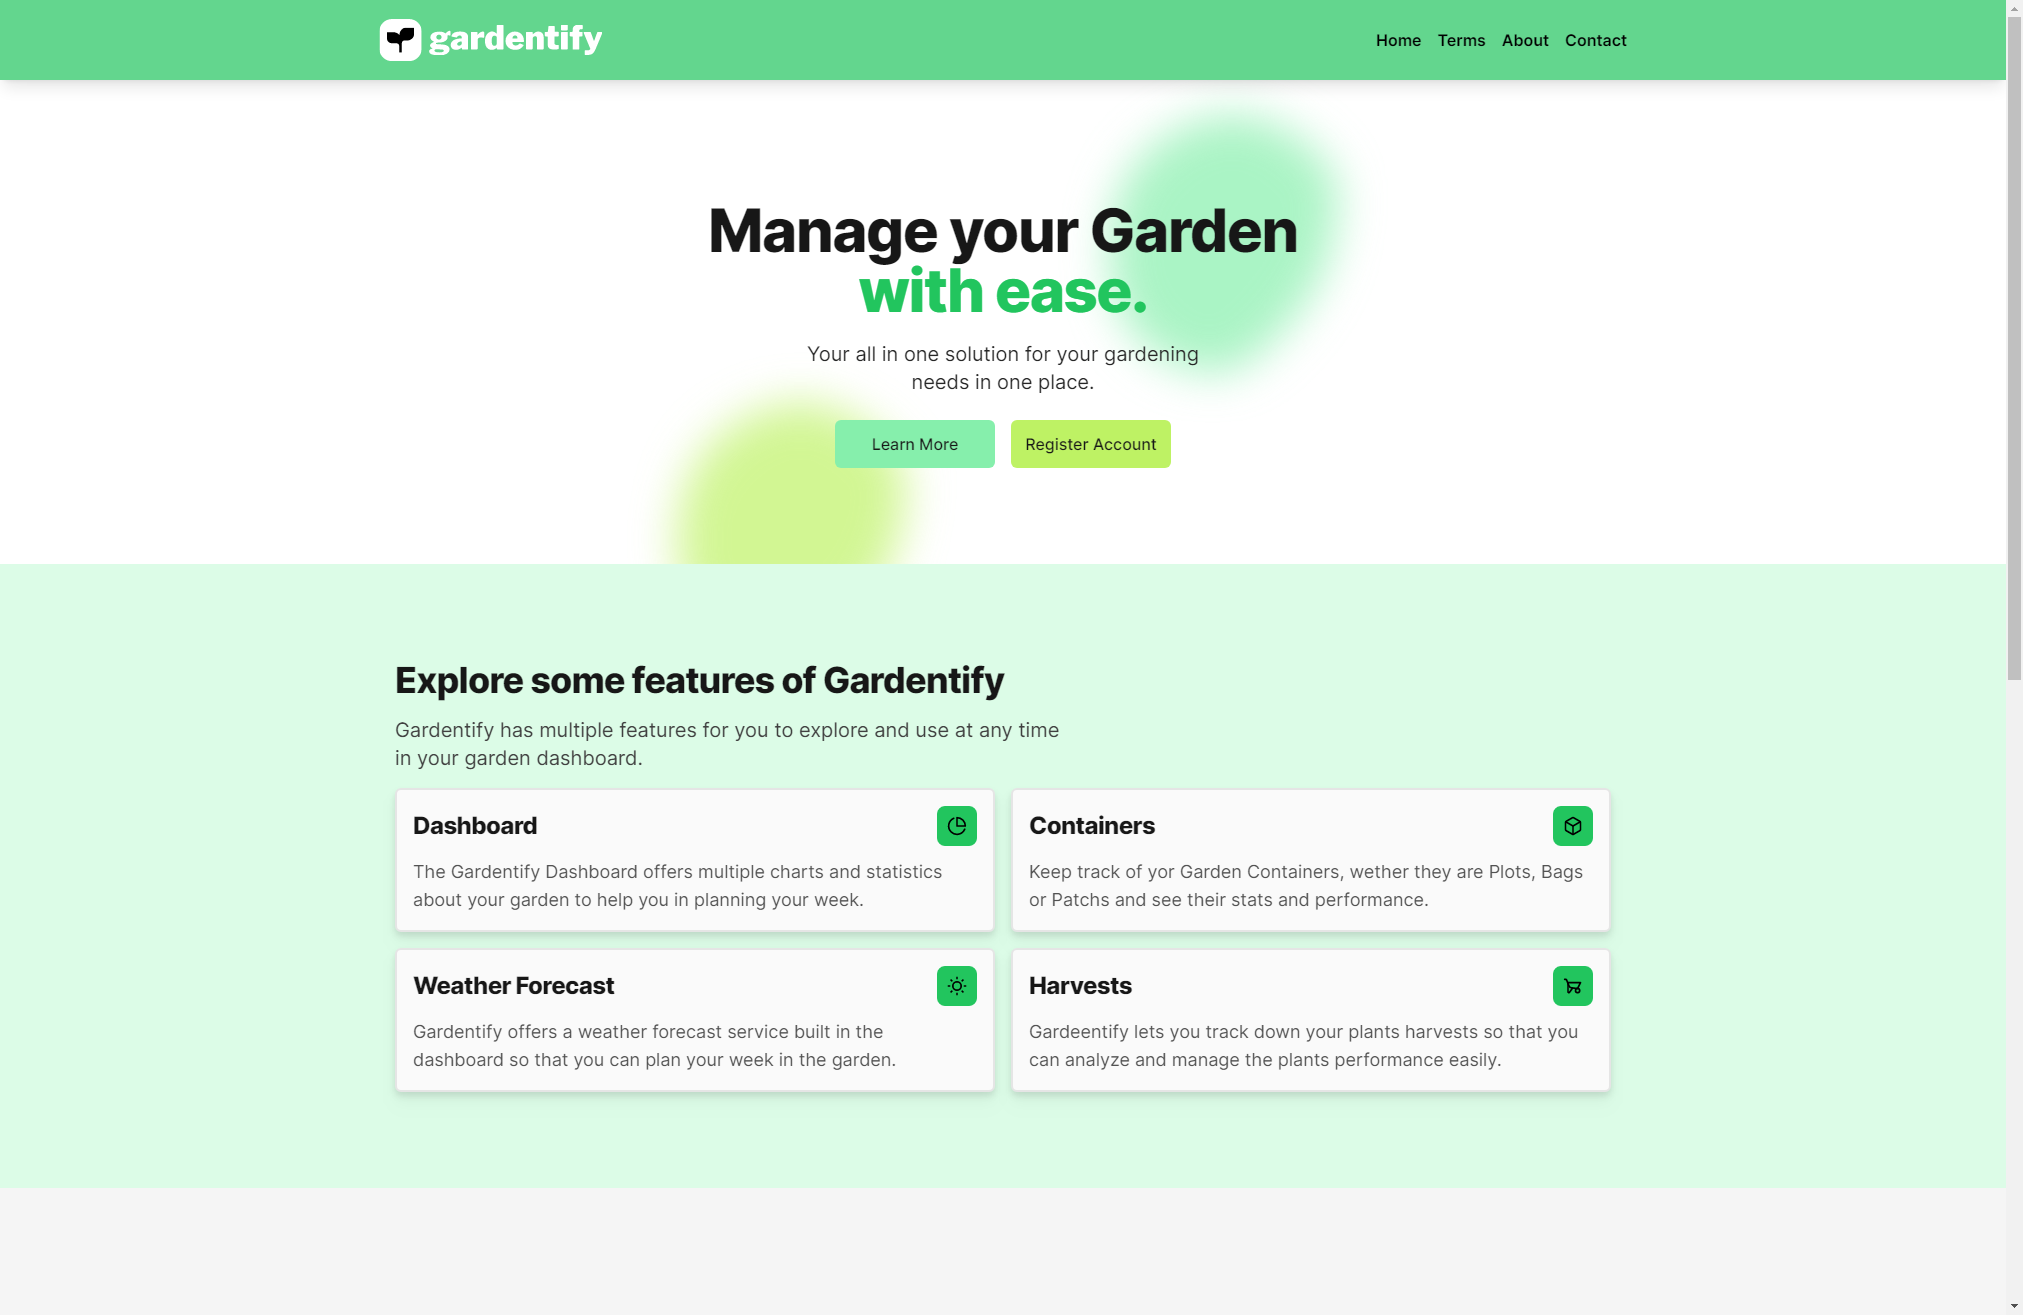 gardentify
Home Terms About Contact
Manage your Garden
with ease.
Your all in one solution for your gardening
needs in one place.
Learn More Register Account
Explore some features of Gardentify
Gardentify has multiple features for you to explore and use at any time
in your garden dashboard.
Dashboard
The Gardentify Dashboard offers multiple charts and statistics
about your garden to help you in planning your week.
Containers
Keep track of yor Garden Containers, wether they are Plots, Bags
or Patchs and see their stats and performance.
Weather Forecast
Gardentify offers a weather forecast service built in the
dashboard so that you can plan your week in the garden.
Harvests
Gardeentify lets you track down your plants harvests so that you
can analyze and manage the plants performance easily.